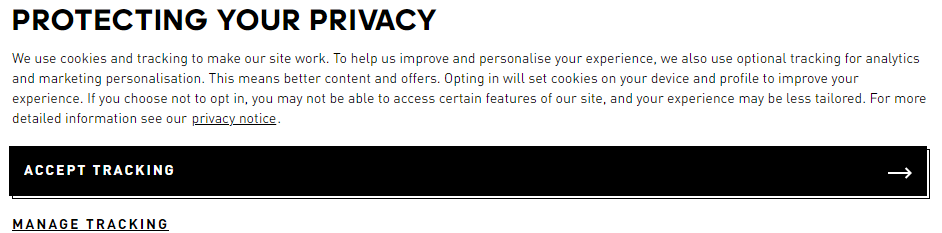 PROTECTING YOUR PRIVACY
We use cookies and tracking to make our site work. To help us improve and personalise your experience, we also use optional tracking for analytics
and marketing personalisation. This means better content and offers. Opting in will set cookies on your device and profile to improve your
experience. If you choose not to opt in, you may not be able to access certain features of our site, and your experience may be less tailored. For more
detailed information see our privacy notice.
ACCEPT TRACKING
MANAGE TRACKING